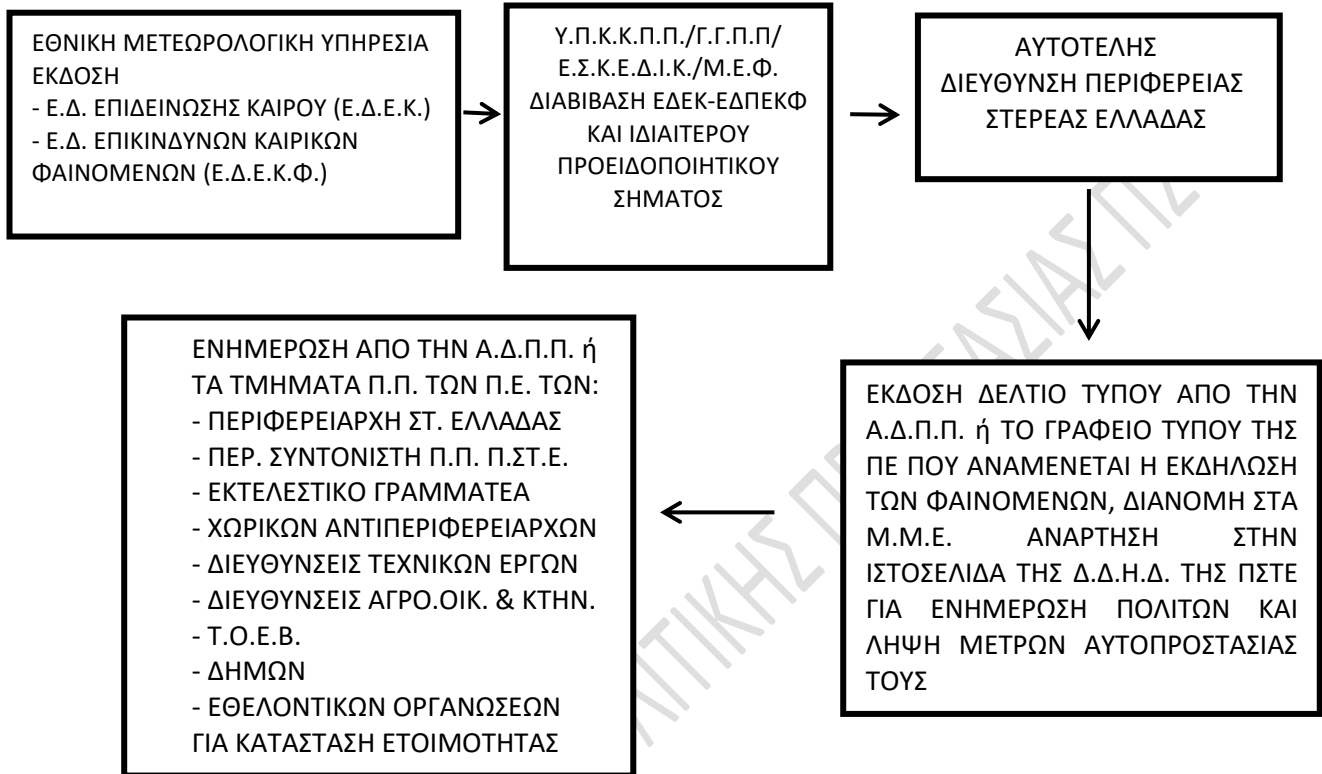 ΕΘΝΙΚΗ ΜΕΤΕΩΡΟΛΟΓΙΚΗ ΥΠΗΡΕΣΙΑ
ΕΚΔΟΣΗ
- Ε.Δ. ΕΠΙΔΕΙΝΩΣΗΣ ΚΑΙΡΟΥ (Ε.Δ.Ε.Κ.)
- Ε.Δ. ΕΠΙΚΙΝΔΥΝΩΝ ΚΑΙΡΙΚΩΝ
ΦΑΙΝΟΜΕΝΩΝ (Ε.Δ.Ε.Κ.Φ.)
Υ.Π.Κ.Κ.Π.Π./Γ.Γ.Π.Π/
Ε.Σ.Κ.Ε.Δ.Ι.Κ./Μ.Ε.Φ.
ΔΙΑΒΙΒΑΣΗ ΕΔΕΚ-ΕΔΠΕΚΦ
ΚΑΙ ΙΔΙΑΙΤΕΡΟΥ
ΠΡΟΕΙΔΟΠΟΙΗΤΙΚΟΥ
ΣΗΜΑΤΟΣ
ΑΥΤΟΤΕΛΗΣ
ΔΙΕΥΘΥΝΣΗ ΠΕΡΙΦΕΡΕΙΑΣ
ΣΤΕΡΕΑΣ ΕΛΛΑΔΑΣ
ΕΚΔΟΣΗ ΔΕΛΤΙΟ ΤΥΠΟΥ ΑΠΟ ΤΗΝ
Α.Δ.Π.Π. ή ΤΟ ΓΡΑΦΕΙΟ ΤΥΠΟΥ ΤΗΣ
ΠΕ ΠΟΥ ΑΝΑΜΕΝΕΤΑΙ Η ΕΚΔΗΛΩΣΗ
ΤΩΝ ΦΑΙΝΟΜΕΝΩΝ, ΔΙΑΝΟΜΗ ΣΤΑ
Μ.Μ.Ε. ΑΝΑΡΤΗΣΗ ΣΤΗΝ
ΙΣΤΟΣΕΛΙΔΑ ΤΗΣ Δ.Δ.Η.Δ. ΤΗΣ ΠΣΤΕ
ΓΙΑ ΕΝΗΜΕΡΩΣΗ ΠΟΛΙΤΩΝ ΚΑΙ
ΛΗΨΗ ΜΕΤΡΩΝ ΑΥΤΟΠΡΟΣΤΑΣΙΑΣ
ΤΟΥΣ
ΕΝΗΜΕΡΩΣΗ ΑΠΟ ΤΗΝ Α.Δ.Π.Π. ή
ΤΑ ΤΜΗΜΑΤΑ Π.Π. ΤΩΝ Π.Ε. ΤΩΝ:
- ΠΕΡΙΦΕΡΕΙΑΡΧΗ ΣΤ. ΕΛΛΑΔΑΣ
- ΠΕΡ. ΣΥΝΤΟΝΙΣΤΗ Π.Π. Π.ΣΤ.Ε.
- ΕΚΤΕΛΕΣΤΙΚΟ ΓΡΑΜΜΑΤΕΑ
- ΧΩΡΙΚΩΝ ΑΝΤΙΠΕΡΙΦΕΡΕΙΑΡΧΩΝ
- ΔΙΕΥΘΥΝΣΕΙΣ ΤΕΧΝΙΚΩΝ ΕΡΓΩΝ
- ΔΙΕΥΘΥΝΣΕΙΣ ΑΓΡΟ.ΟΙΚ. & ΚΤΗΝ.
- Τ.Ο.Ε.Β.
- ΔΗΜΩΝ
- ΕΘΕΛΟΝΤΙΚΩΝ ΟΡΓΑΝΩΣΕΩΝ
ΓΙΑ ΚΑΤΑΣΤΑΣΗ ΕΤΟΙΜΟΤΗΤΑΣ